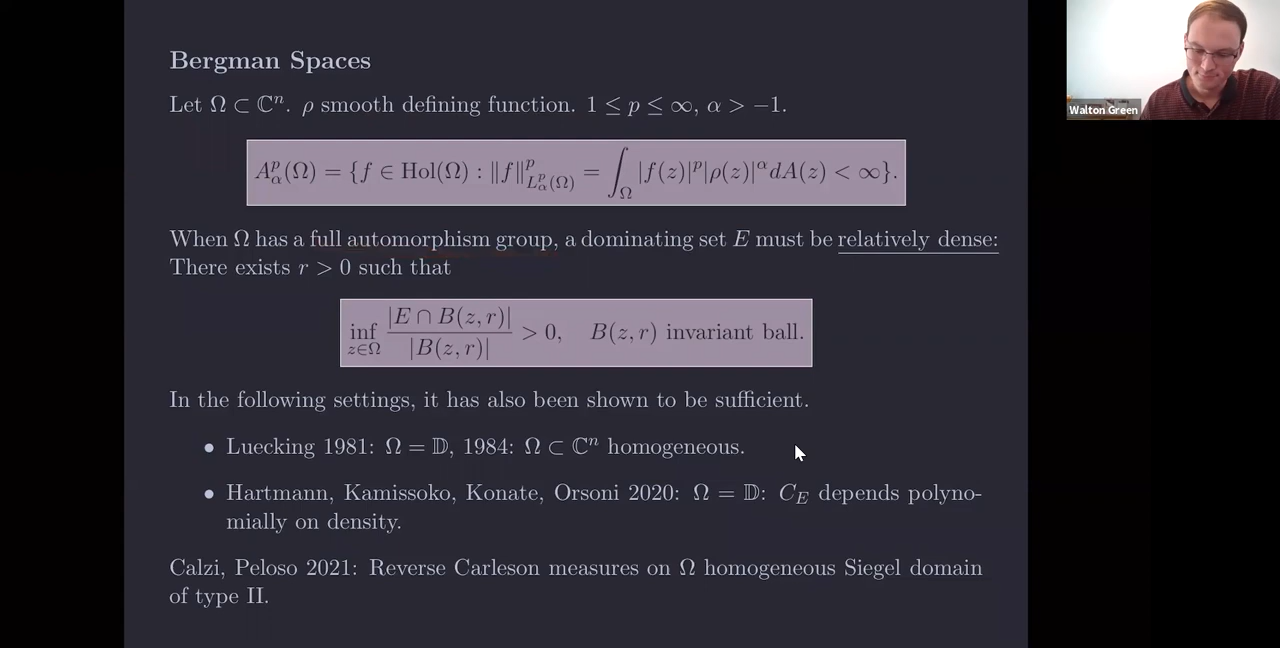 Bergman Spaces
Let Ω ⊂ ℂⁿ. ρ smooth defining function. 1 ≤ p ≤ ∞, α > −1.
A^p_α(Ω) = {f ∈ Hol(Ω) : ‖f‖^p_{L^p_α(Ω)} = ∫_Ω |f(z)|^p|ρ(z)|^α dA(z) < ∞}.
When Ω has a full automorphism group, a dominating set E must be relatively dense:
There exists r > 0 such that
inf_{z∈Ω} |E ∩ B(z, r)| / |B(z, r)| > 0, B(z, r) invariant ball.
In the following settings, it has also been shown to be sufficient.
• Luecking 1981: Ω = 𝔻, 1984: Ω ⊂ ℂⁿ homogeneous.
• Hartmann, Kamissoko, Konate, Orsoni 2020: Ω = 𝔻: C_E depends polyno-
mially on density.
Calzi, Peloso 2021: Reverse Carleson measures on Ω homogeneous Siegel domain
of type II.
Walton Green